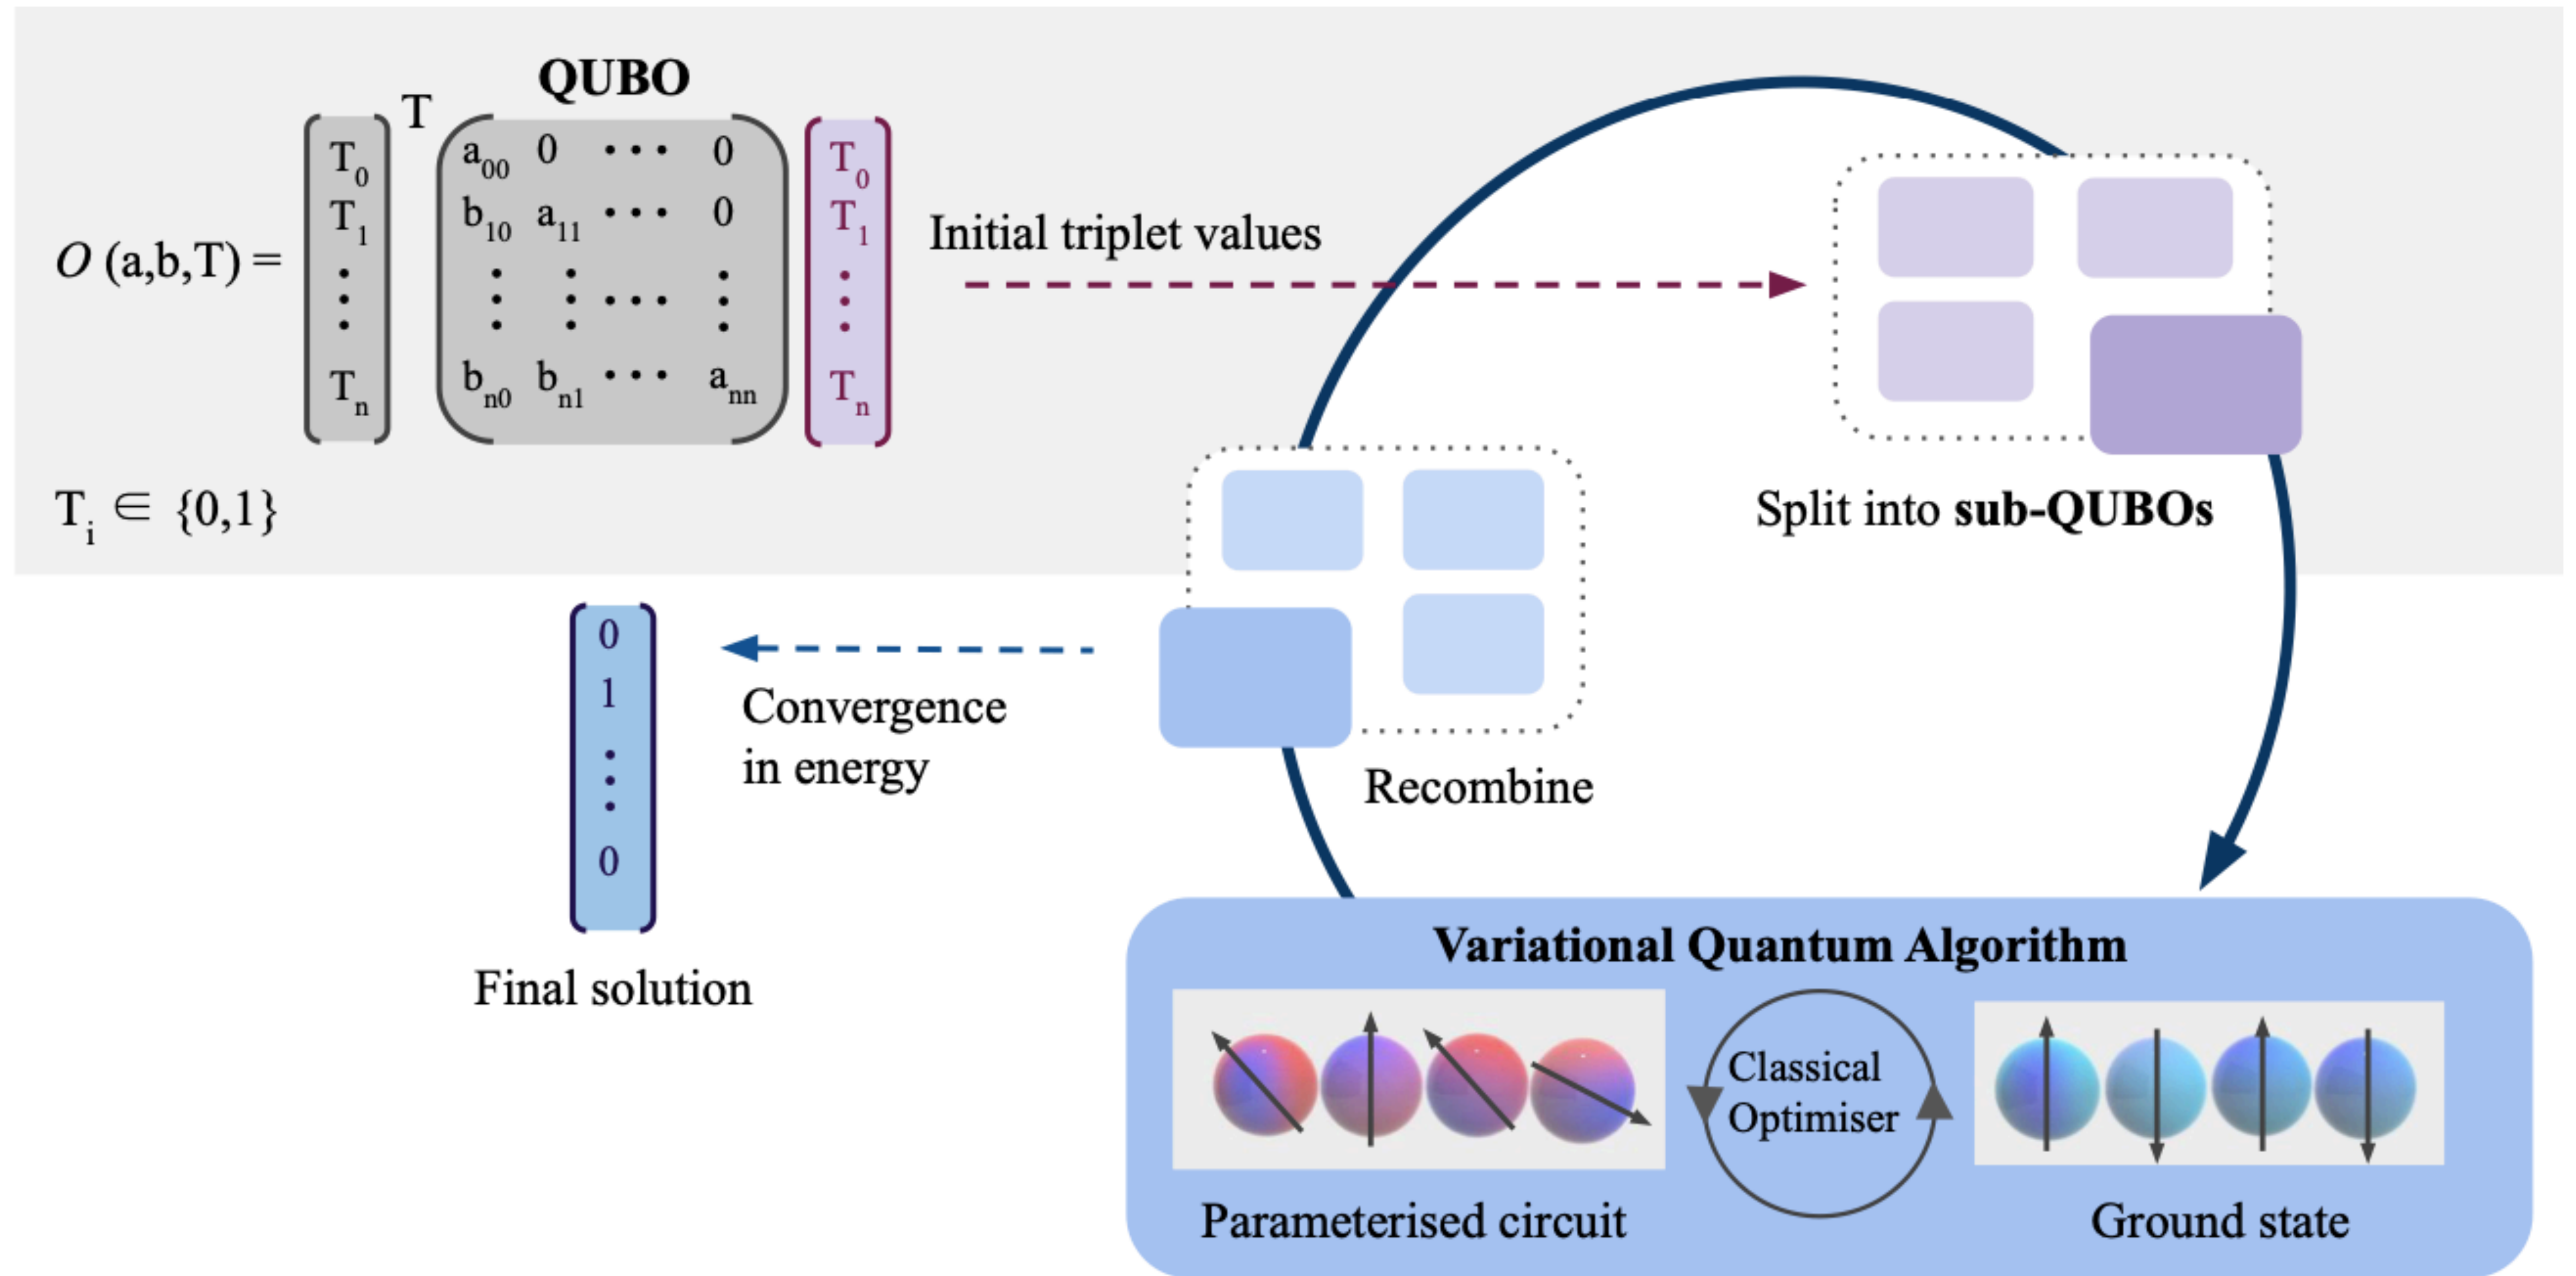 QUBO
O (a,b,T) =
T₀
T₁
⋮
Tₙ
T
a₀₀ 0 ··· 0
b₁₀ a₁₁ ··· 0
⋮ ⋮ ··· ⋮
bₙ₀ bₙ₁ ··· aₙₙ
T₀
T₁
⋮
Tₙ
Tᵢ ∈ {0,1}
Initial triplet values
Split into sub-QUBOs
Recombine
Convergence
in energy
0
1
⋮
0
Final solution
Variational Quantum Algorithm
Classical
Optimiser
Parameterised circuit
Ground state